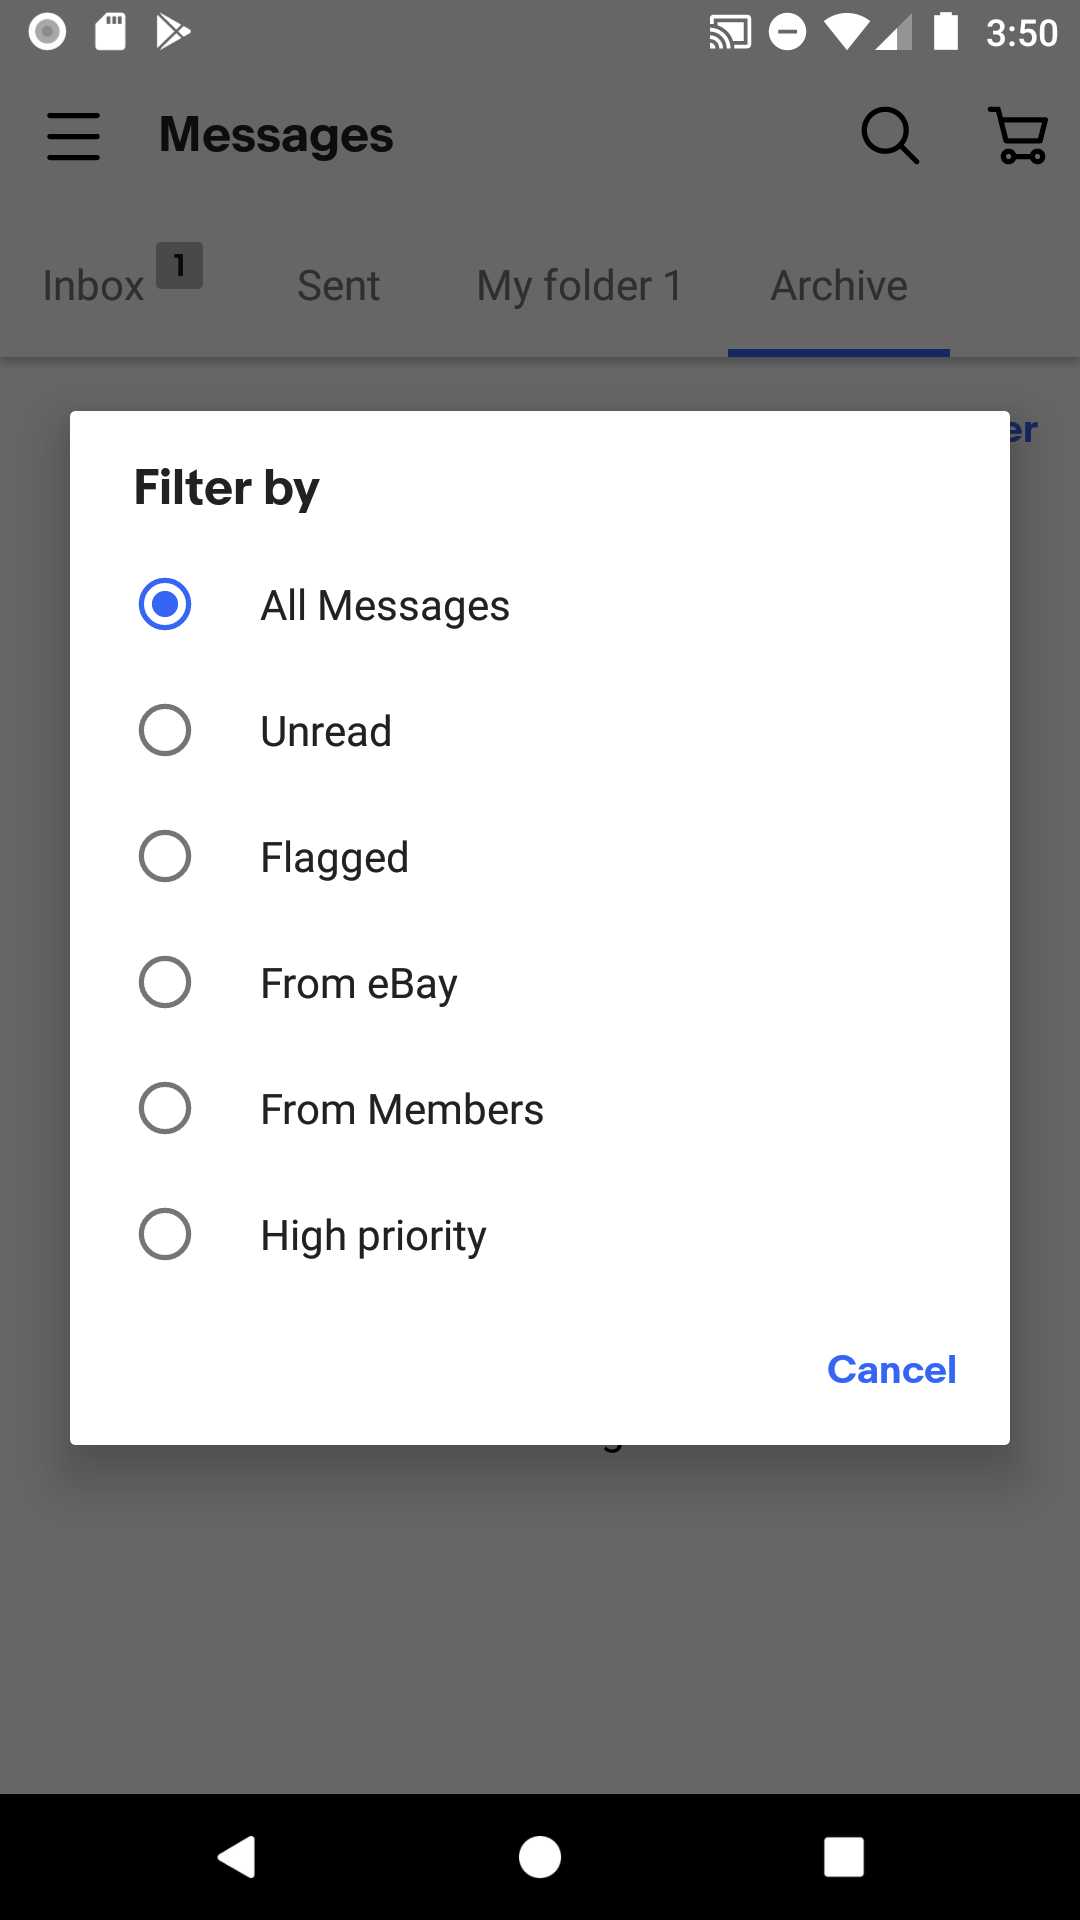 3:50
Messages
Inbox 1 Sent My folder 1 Archive
Filter by
All Messages
Unread
Flagged
From eBay
From Members
High priority
Cancel